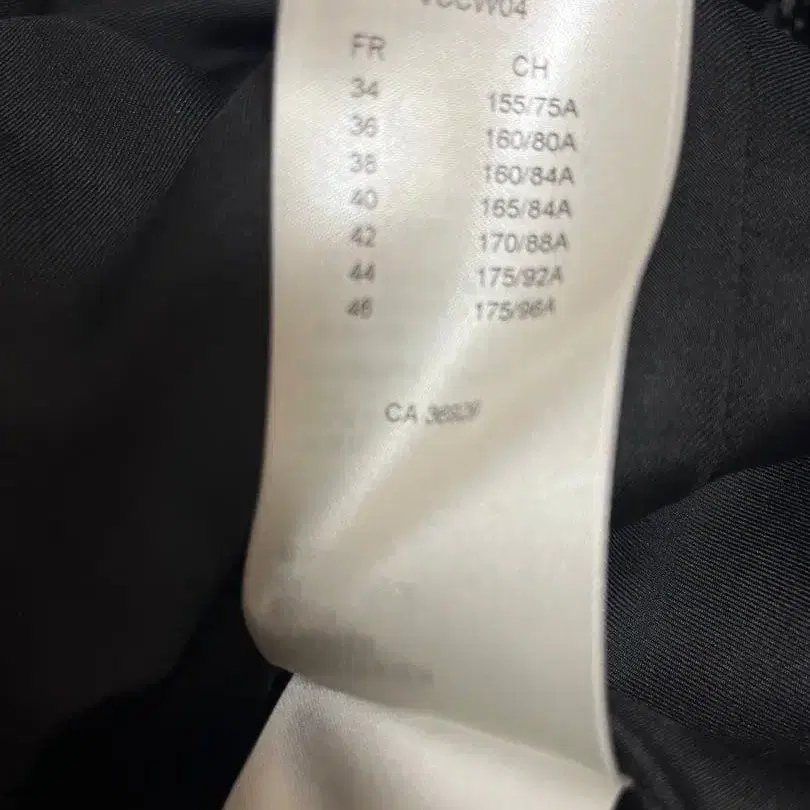 FR CH
34 155/75A
36 160/80A
38 160/84A
40 165/84A
42 170/88A
44 175/92A
46 175/96A
CA